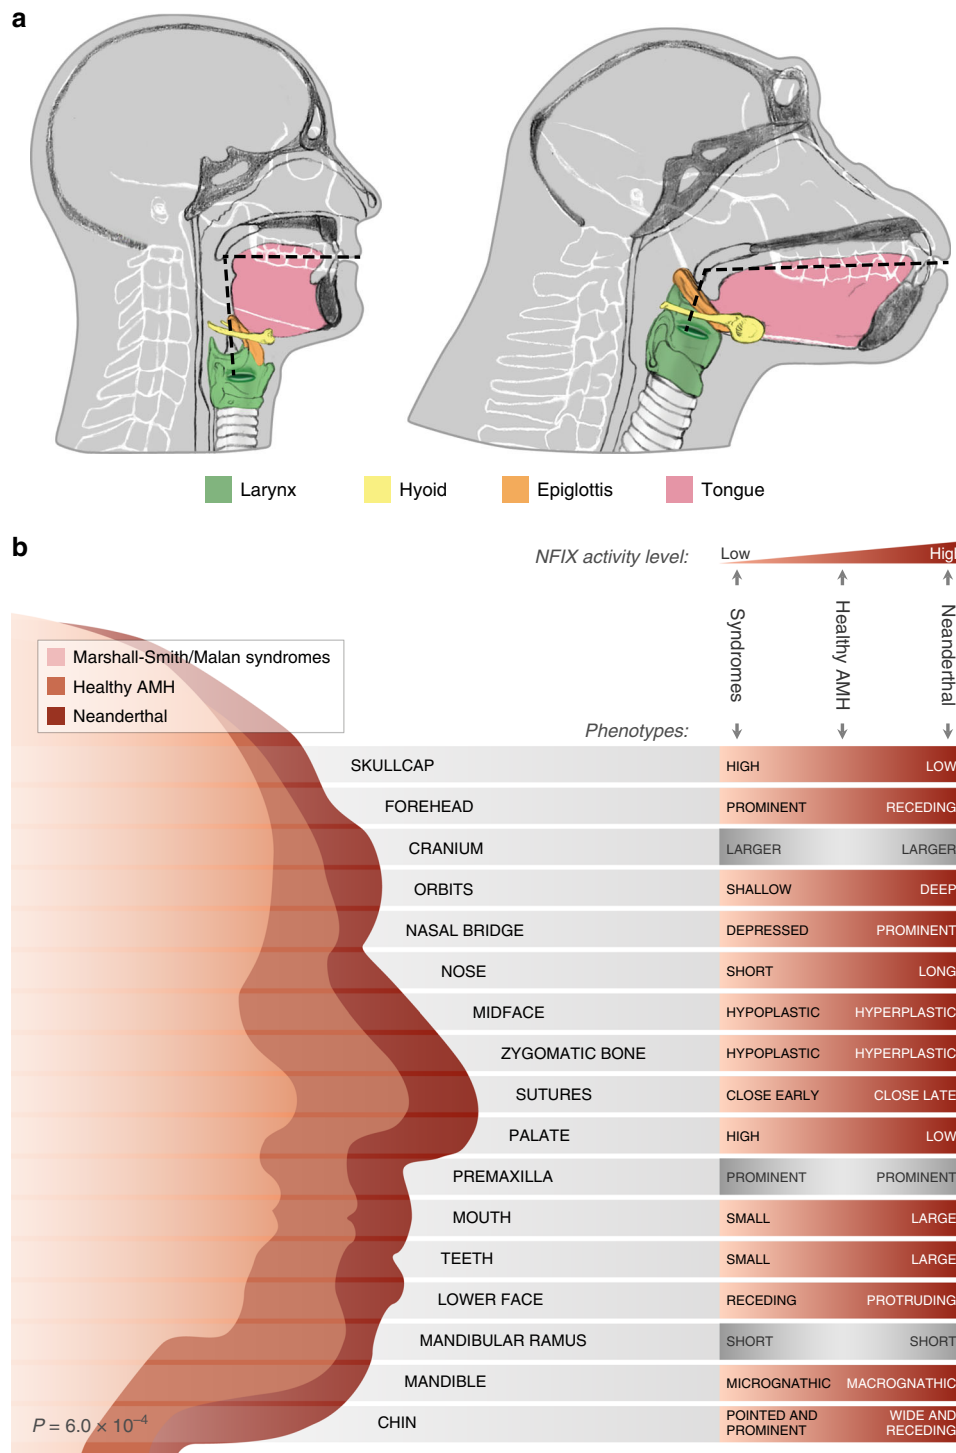 a
Larynx
Hyoid
Epiglottis
Tongue
b
NFIX activity level:
Low
High
Syndromes
Healthy AMH
Neanderthal
Marshall-Smith/Malan syndromes
Healthy AMH
Neanderthal
Phenotypes:
SKULLCAP HIGH LOW
FOREHEAD PROMINENT RECEDING
CRANIUM LARGER LARGER
ORBITS SHALLOW DEEP
NASAL BRIDGE DEPRESSED PROMINENT
NOSE SHORT LONG
MIDFACE HYPOPLASTIC HYPERPLASTIC
ZYGOMATIC BONE HYPOPLASTIC HYPERPLASTIC
SUTURES CLOSE EARLY CLOSE LATE
PALATE HIGH LOW
PREMAXILLA PROMINENT PROMINENT
MOUTH SMALL LARGE
TEETH SMALL LARGE
LOWER FACE RECEDING PROTRUDING
MANDIBULAR RAMUS SHORT SHORT
MANDIBLE MICROGNATHIC MACROGNATHIC
CHIN POINTED AND PROMINENT WIDE AND RECEDING
P = 6.0 × 10⁻⁴